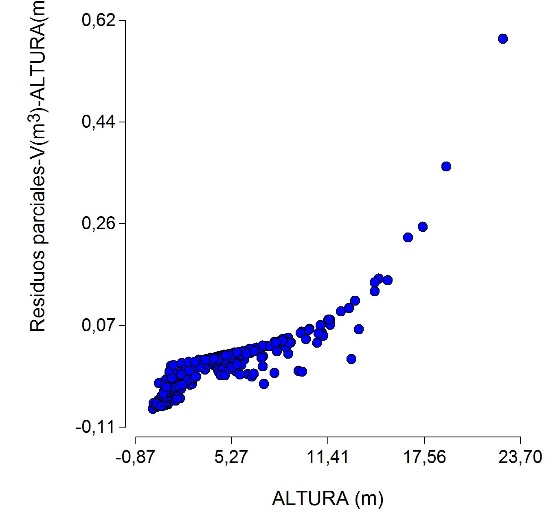 Residuos parciales-V(m³)-ALTURA(m
0,62
0,44
0,26
0,07
-0,11
-0,87 5,27 11,41 17,56 23,70
ALTURA (m)